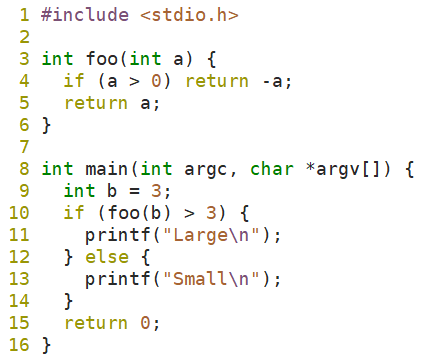 1 #include <stdio.h>
2
3 int foo(int a) {
4   if (a > 0) return -a;
5   return a;
6 }
7
8 int main(int argc, char *argv[]) {
9   int b = 3;
10   if (foo(b) > 3) {
11     printf("Large\n");
12   } else {
13     printf("Small\n");
14   }
15   return 0;
16 }